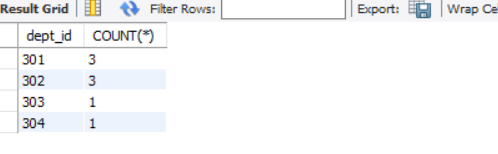 Result Grid Filter Rows: Export: Wrap Ce
dept_id COUNT(*)
301 3
302 3
303 1
304 1